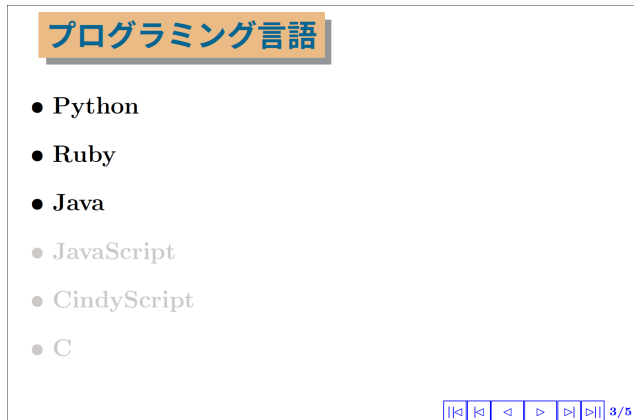 プログラミング言語
• Python
• Ruby
• Java
• JavaScript
• CindyScript
• C
3/5